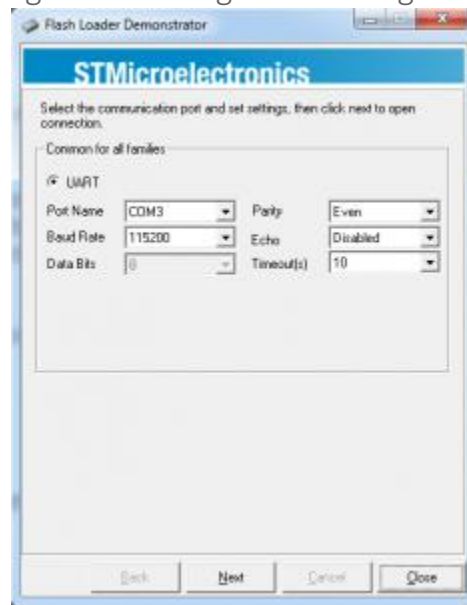 Flash Loader Demonstrator
STMicroelectronics
Select the communication port and set settings, then click next to open
connection.
Common for all families
UART
Port Name COM3 Parity Even
Baud Rate 115200 Echo Disabled
Data Bits 8 Timeout(s) 10
Back Next Cancel Close